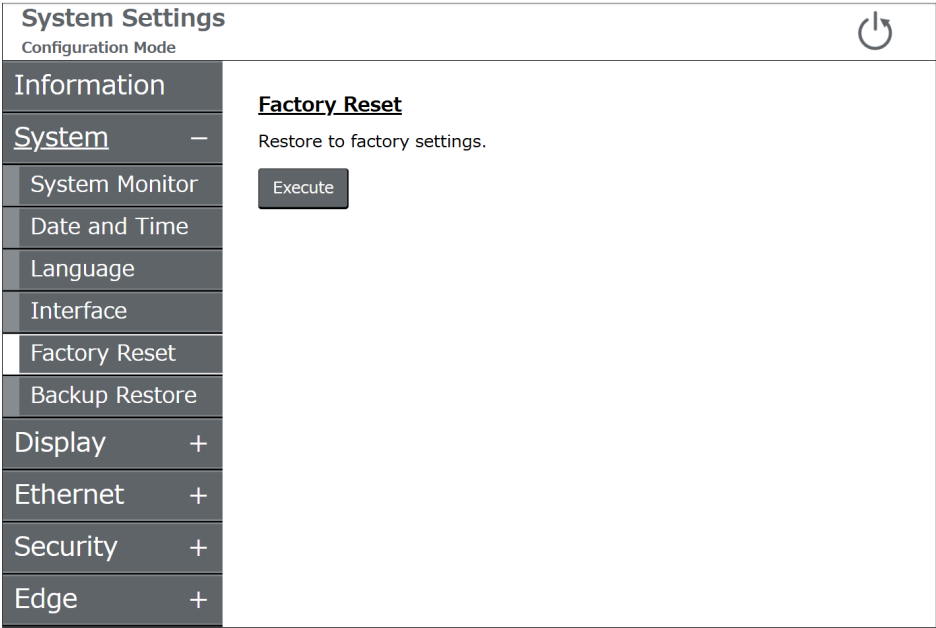 System Settings
Configuration Mode
Information
System −
System Monitor
Date and Time
Language
Interface
Factory Reset
Backup Restore
Display +
Ethernet +
Security +
Edge +
Factory Reset
Restore to factory settings.
Execute